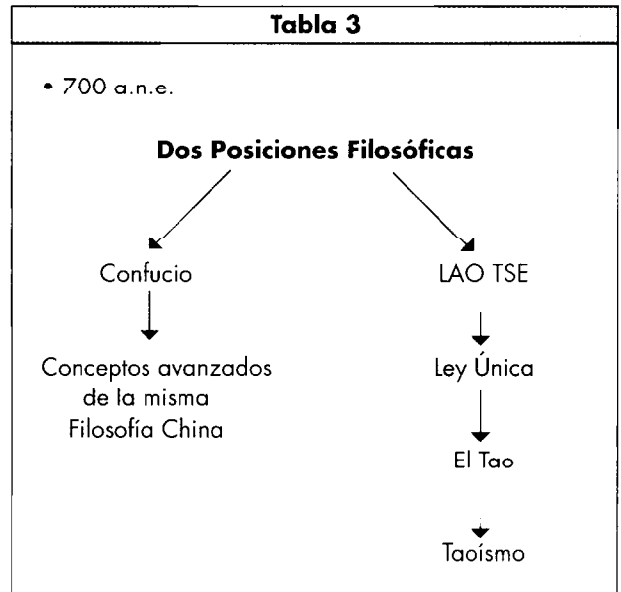 Tabla 3
• 700 a.n.e.
Dos Posiciones Filosóficas
Confucio
LAO TSE
Conceptos avanzados
de la misma
Filosofía China
Ley Única
El Tao
Taoísmo